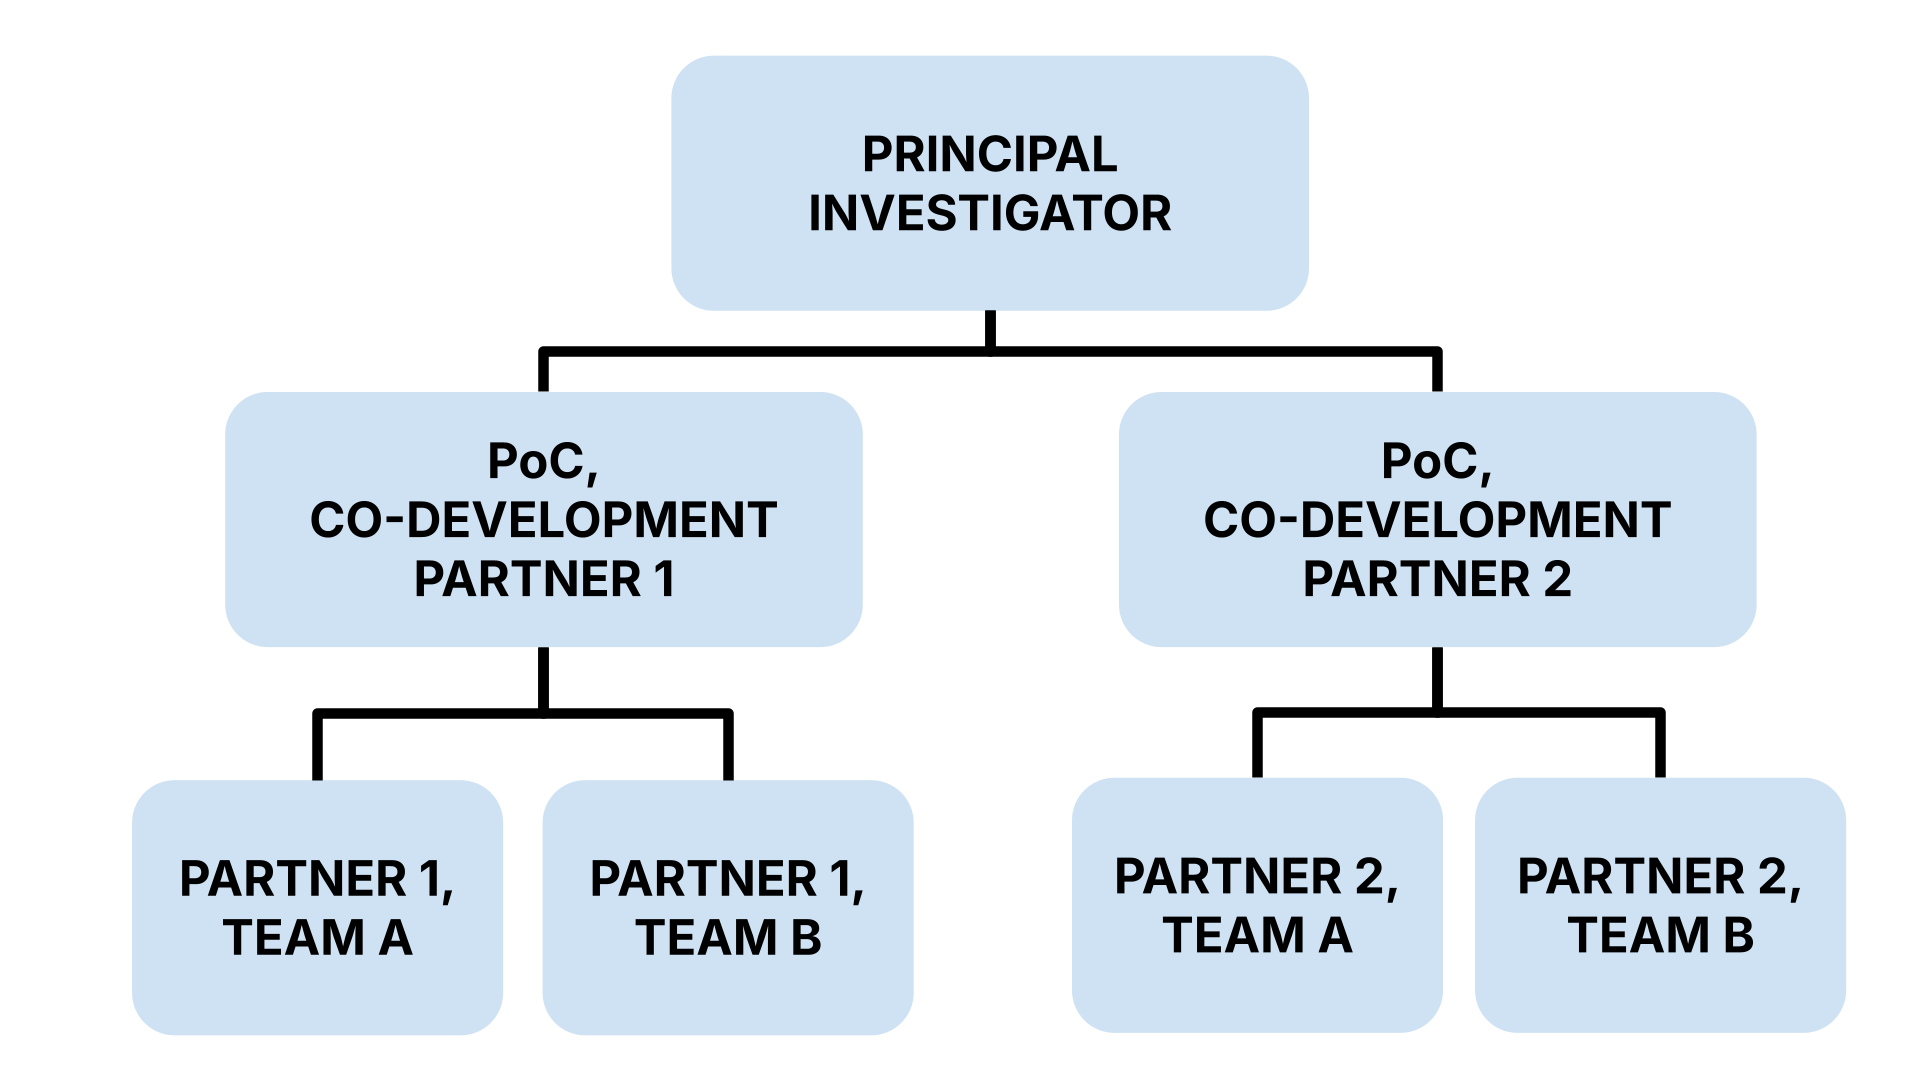 PRINCIPAL
INVESTIGATOR
PoC,
CO-DEVELOPMENT
PARTNER 1
PoC,
CO-DEVELOPMENT
PARTNER 2
PARTNER 1,
TEAM A
PARTNER 1,
TEAM B
PARTNER 2,
TEAM A
PARTNER 2,
TEAM B